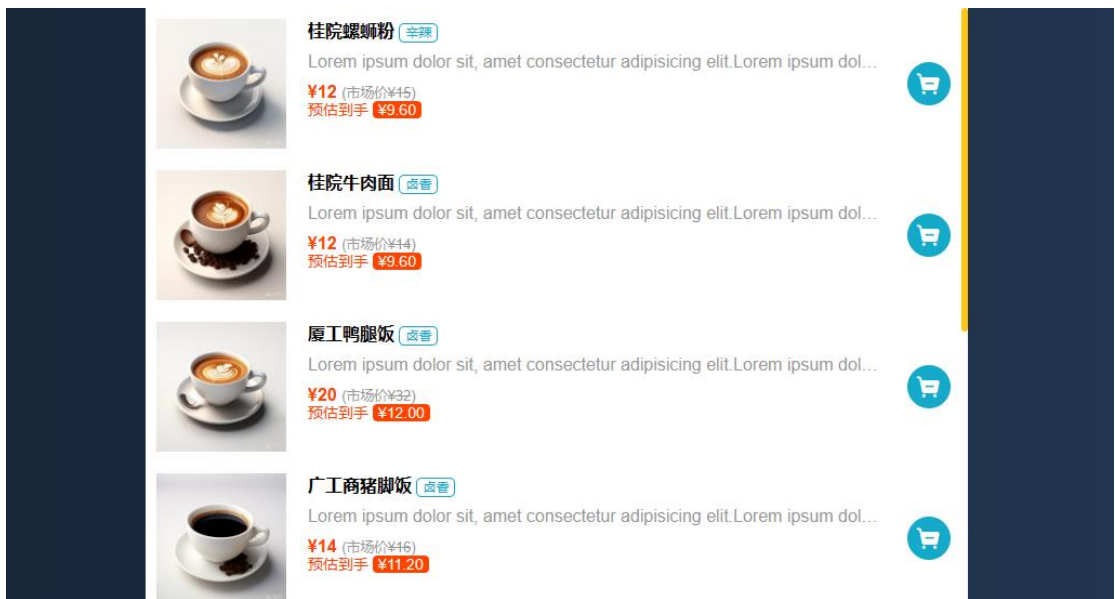 桂院螺蛳粉 辛辣
Lorem ipsum dolor sit, amet consectetur adipisicing elit.Lorem ipsum dol...
¥12 (市场价¥15)
预估到手 ¥9.60
桂院牛肉面 卤香
Lorem ipsum dolor sit, amet consectetur adipisicing elit.Lorem ipsum dol...
¥12 (市场价¥14)
预估到手 ¥9.60
厦工鸭腿饭 卤香
Lorem ipsum dolor sit, amet consectetur adipisicing elit.Lorem ipsum dol...
¥20 (市场价¥32)
预估到手 ¥12.00
广工商猪脚饭 卤香
Lorem ipsum dolor sit, amet consectetur adipisicing elit.Lorem ipsum dol...
¥14 (市场价¥16)
预估到手 ¥11.20